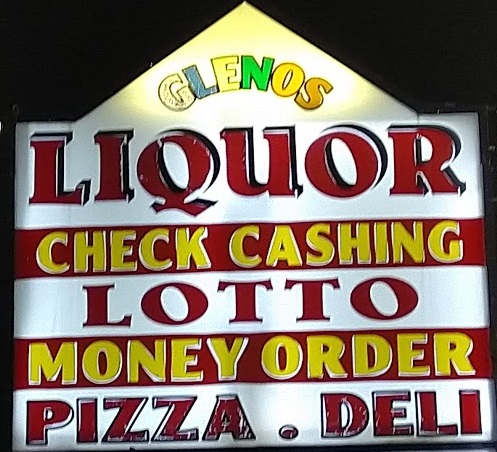 GLENOS
LIQUOR
CHECK CASHING
LOTTO
MONEY ORDER
PIZZA . DELI